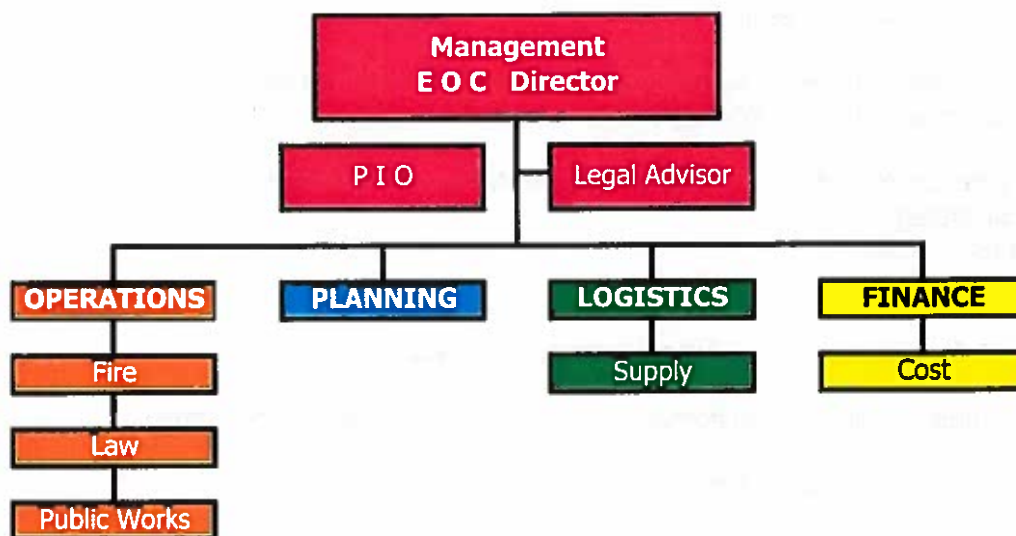 Management
E O C Director
P I O
Legal Advisor
OPERATIONS
PLANNING
LOGISTICS
FINANCE
Fire
Supply
Cost
Law
Public Works